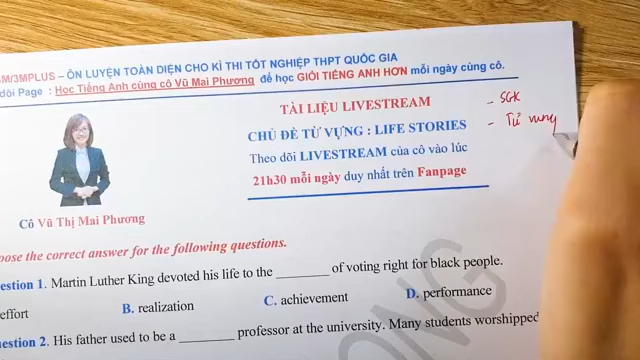 M/3MPLUS – ÔN LUYỆN TOÀN DIỆN CHO KÌ THI TỐT NGHIỆP THPT QUỐC GIA
dõi Page : Học Tiếng Anh cùng cô Vũ Mai Phương để học GIỎI TIẾNG ANH HƠN mỗi ngày cùng cô.
TÀI LIỆU LIVESTREAM
- SGK
CHỦ ĐỀ TỪ VỰNG : LIFE STORIES
- Từ vựng
Theo dõi LIVESTREAM của cô vào lúc
21h30 mỗi ngày duy nhất trên Fanpage
Cô Vũ Thị Mai Phương
oose the correct answer for the following questions.
estion 1. Martin Luther King devoted his life to the ________ of voting right for black people.
effort B. realization C. achievement D. performance
estion 2. His father used to be a ________ professor at the university. Many students worshipped